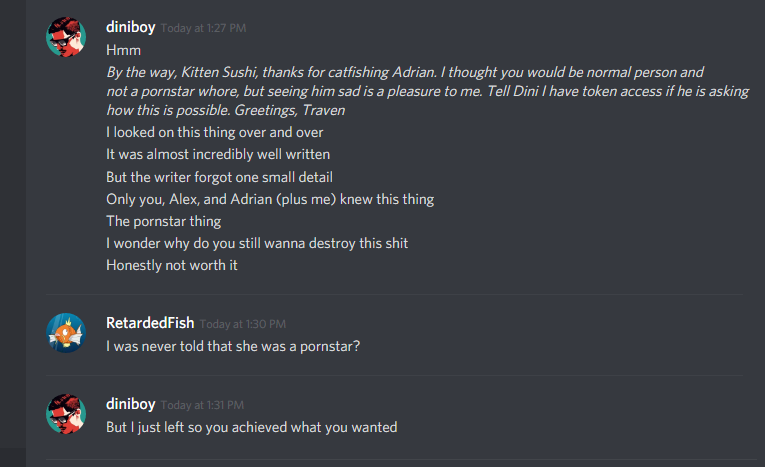 diniboy Today at 1:27 PM
Hmm
By the way, Kitten Sushi, thanks for catfishing Adrian. I thought you would be normal person and
not a pornstar whore, but seeing him sad is a pleasure to me. Tell Dini I have token access if he is asking
how this is possible. Greetings, Traven
I looked on this thing over and over
It was almost incredibly well written
But the writer forgot one small detail
Only you, Alex, and Adrian (plus me) knew this thing
The pornstar thing
I wonder why do you still wanna destroy this shit
Honestly not worth it
RetardedFish Today at 1:30 PM
I was never told that she was a pornstar?
diniboy Today at 1:31 PM
But I just left so you achieved what you wanted